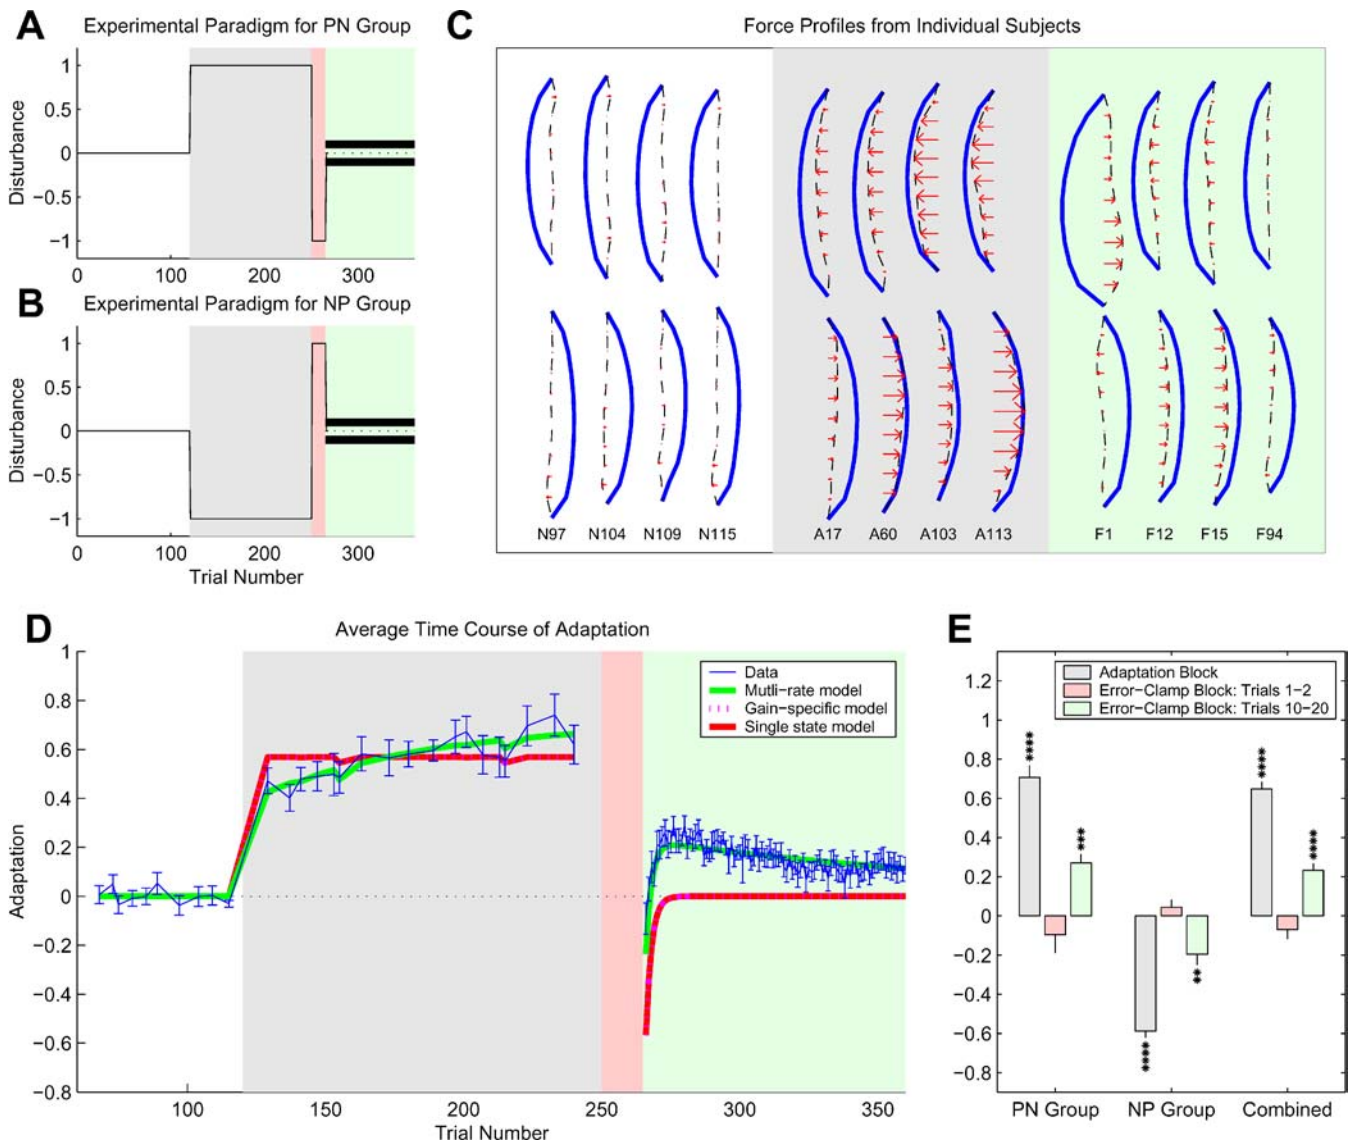 A
Experimental Paradigm for PN Group
1
0.5
0
−0.5
−1
Disturbance
0 100 200 300
B
Experimental Paradigm for NP Group
1
0.5
0
−0.5
−1
Disturbance
0 100 200 300
Trial Number
C
Force Profiles from Individual Subjects
N97 N104 N109 N115 A17 A60 A103 A113 F1 F12 F15 F94
D
Average Time Course of Adaptation
1
0.8
0.6
0.4
0.2
0
−0.2
−0.4
−0.6
−0.8
Adaptation
Data
Mutli−rate model
Gain−specific model
Single state model
100 150 200 250 300 350
Trial Number
E
Adaptation Block
Error−Clamp Block: Trials 1−2
Error−Clamp Block: Trials 10−20
1.2
1
0.8
0.6
0.4
0.2
0
−0.2
−0.4
−0.6
−0.8
****
***
****
**
****
****
PN Group NP Group Combined